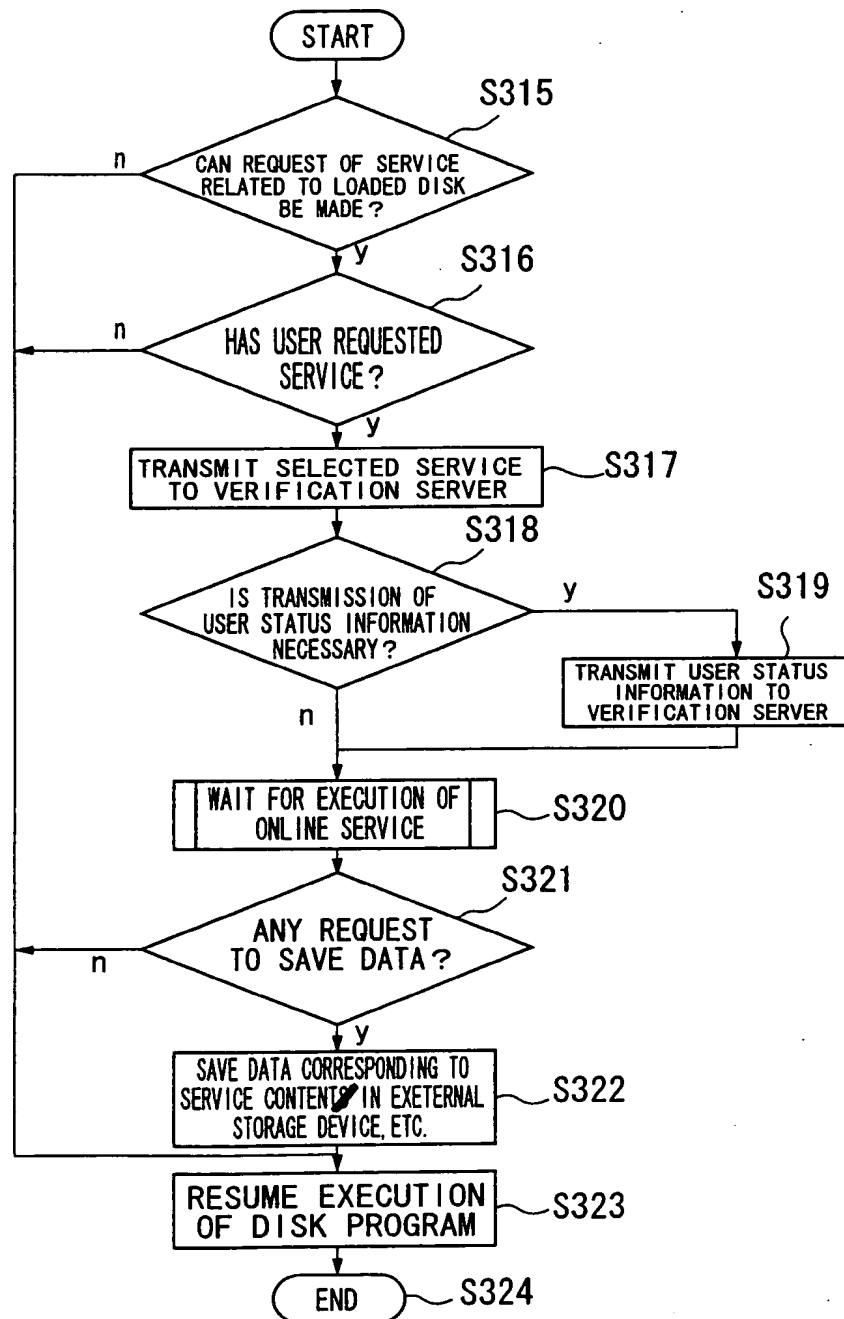 START
S315
n
CAN REQUEST OF SERVICE
RELATED TO LOADED DISK
BE MADE?
y
S316
n
HAS USER REQUESTED
SERVICE?
y
TRANSMIT SELECTED SERVICE
TO VERIFICATION SERVER
S317
S318
IS TRANSMISSION OF
USER STATUS INFORMATION
NECESSARY?
y
S319
TRANSMIT USER STATUS
INFORMATION TO
VERIFICATION SERVER
n
WAIT FOR EXECUTION OF
ONLINE SERVICE
S320
S321
ANY REQUEST
TO SAVE DATA?
n
y
SAVE DATA CORRESPONDING TO
SERVICE CONTENTS IN EXETERNAL
STORAGE DEVICE, ETC.
S322
RESUME EXECUTION
OF DISK PROGRAM
S323
END
S324